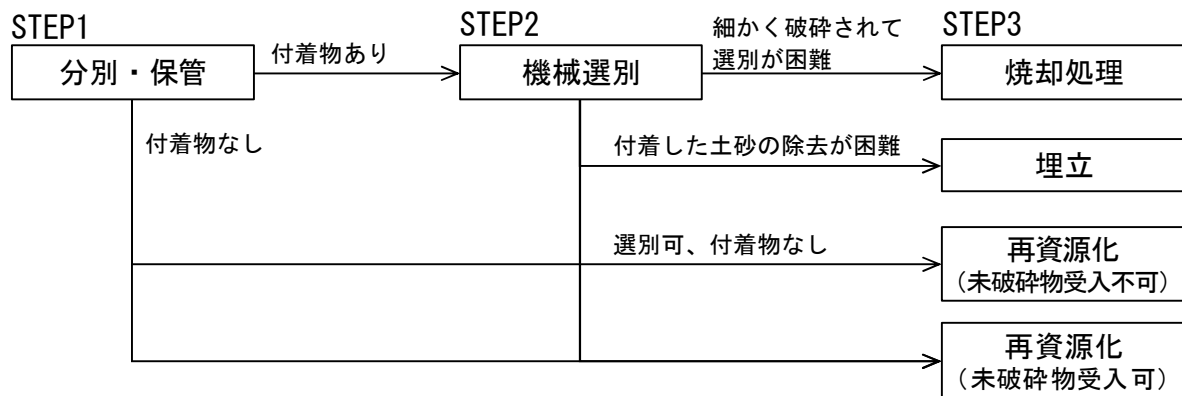 STEP1
分別・保管
付着物あり
付着物なし
STEP2
機械選別
細かく破砕されて
選別が困難
付着した土砂の除去が困難
選別可、付着物なし
STEP3
焼却処理
埋立
再資源化
（未破砕物受入不可）
再資源化
（未破砕物受入可）